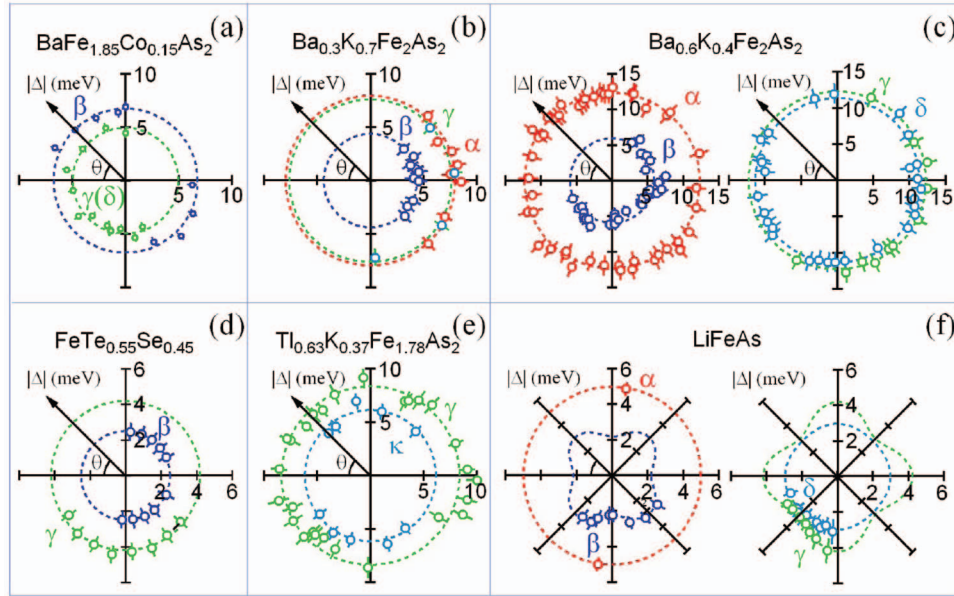 (a)
BaFe1.85Co0.15As2
|Δ| (meV)
10
β
5
θ
5
10
γ(δ)
(b)
Ba0.3K0.7Fe2As2
|Δ| (meV)
10
5
β
γ
α
θ
5
10
(c)
Ba0.6K0.4Fe2As2
|Δ| (meV)
15
10
α
5
β
θ
5
10
15
|Δ| (meV)
15
γ
10
δ
5
θ
5
10
15
(d)
FeTe0.55Se0.45
|Δ| (meV)
6
4
2
β
θ
2
4
6
γ
(e)
Tl0.63K0.37Fe1.78As2
|Δ| (meV)
10
γ
5
κ
θ
5
10
(f)
LiFeAs
|Δ| (meV)
6
α
4
2
θ
2
4
6
β
|Δ| (meV)
6
4
2
2
4
6
δ
γ